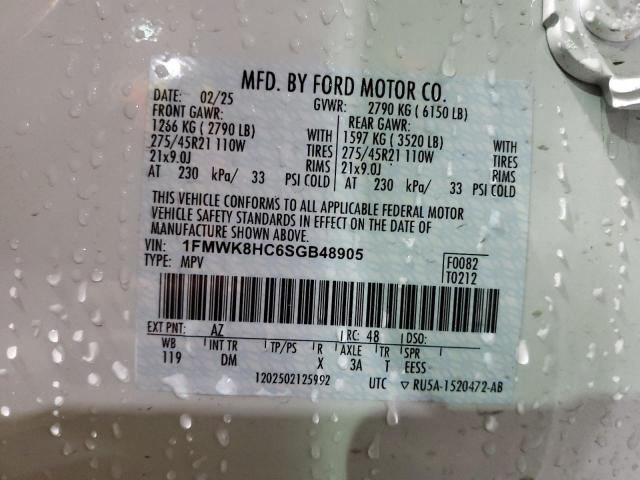 MFD. BY FORD MOTOR CO.
DATE: 02/25 GVWR: 2790 KG ( 6150 LB)
FRONT GAWR: REAR GAWR:
1266 KG ( 2790 LB) WITH 1597 KG ( 3520 LB) WITH
275/45R21 110W TIRES 275/45R21 110W TIRES
21x9.0J RIMS 21x9.0J RIMS
AT 230 kPa/ 33 PSI COLD AT 230 kPa/ 33 PSI COLD
THIS VEHICLE CONFORMS TO ALL APPLICABLE FEDERAL MOTOR
VEHICLE SAFETY STANDARDS IN EFFECT ON THE DATE OF
MANUFACTURE SHOWN ABOVE.
VIN: 1FMWK8HC6SGB48905
TYPE: MPV
F0082
T0212
EXT PNT: AZ RC: 48 DSO:
WB INT TR TP/PS R AXLE TR SPR
119 DM X 3A T EESS
1202502125992 UTC ▽ RU5A-1520472-AB